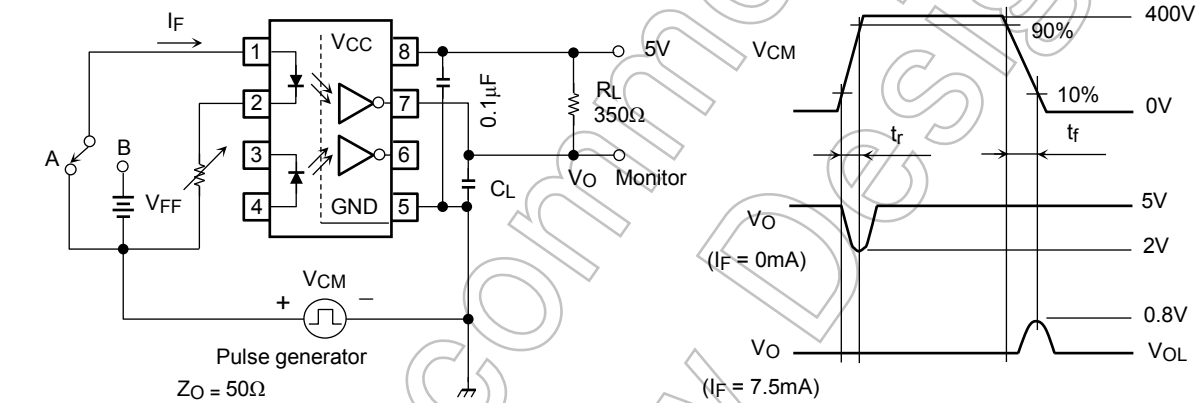 IF
1
2
3
4
VCC
GND
8
7
6
5
5V
0.1μF
RL
350Ω
VO Monitor
CL
A
B
VFF
VCM
+ −
Pulse generator
ZO = 50Ω
VCM
400V
90%
10%
0V
tr
tf
VO
(IF = 0mA)
5V
2V
0.8V
VO
VOL
(IF = 7.5mA)